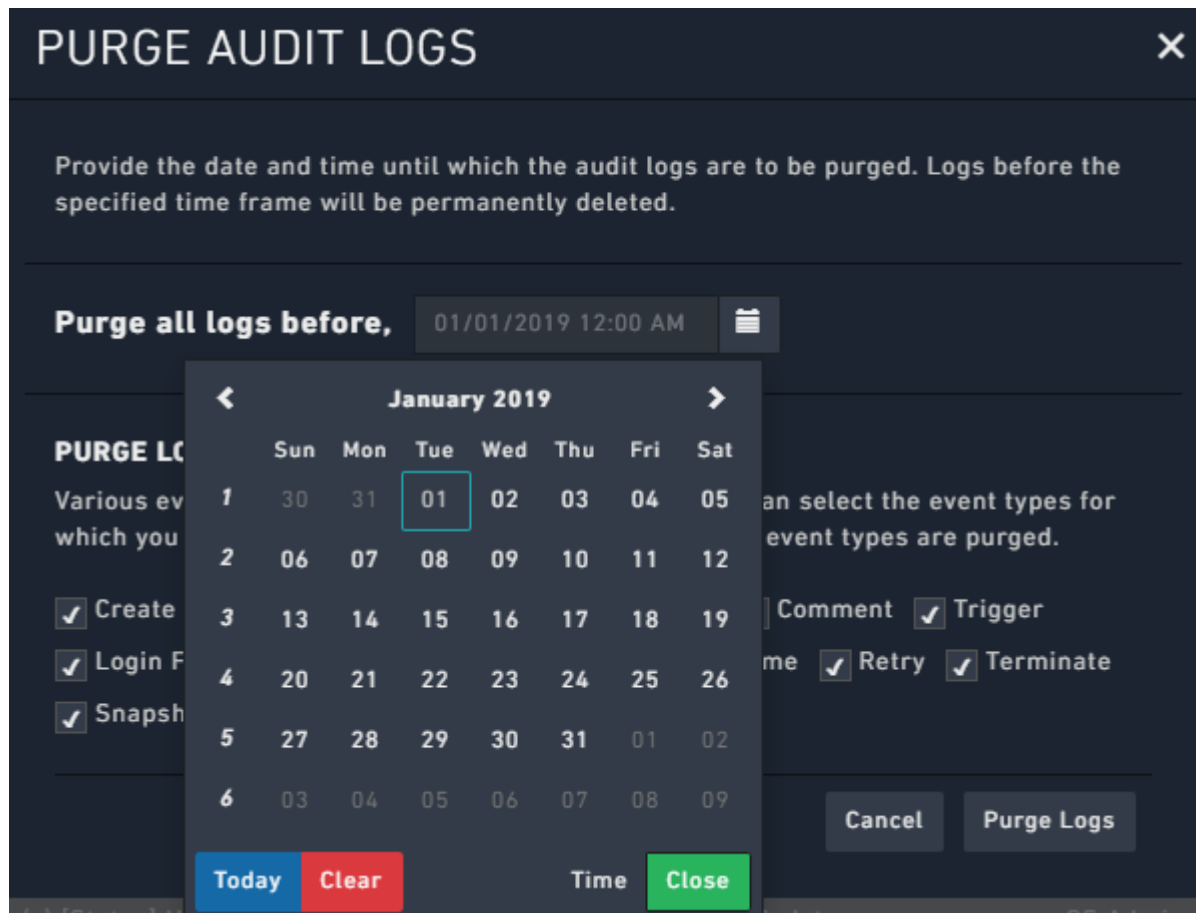 PURGE AUDIT LOGS
Provide the date and time until which the audit logs are to be purged. Logs before the
specified time frame will be permanently deleted.
Purge all logs before, 01/01/2019 12:00 AM
January 2019
Sun Mon Tue Wed Thu Fri Sat
1 30 31 01 02 03 04 05
2 06 07 08 09 10 11 12
3 13 14 15 16 17 18 19
4 20 21 22 23 24 25 26
5 27 28 29 30 31 01 02
6 03 04 05 06 07 08 09
Today Clear Time Close
PURGE LO
Various ev an select the event types for
which you event types are purged.
Create Comment Trigger
Login F me Retry Terminate
Snapsh
Cancel Purge Logs